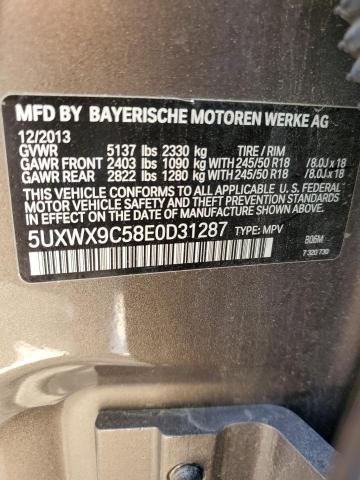 MFD BY BAYERISCHE MOTOREN WERKE AG
12/2013
GVWR 5137 lbs 2330 kg TIRE / RIM
GAWR FRONT 2403 lbs 1090 kg WITH 245/50 R18 /8.0J x 18
GAWR REAR 2822 lbs 1280 kg WITH 245/50 R18 /8.0J x 18
THIS VEHICLE CONFORMS TO ALL APPLICABLE U. S. FEDERAL
MOTOR VEHICLE SAFETY AND THEFT PREVENTION STANDARDS
IN EFFECT ON THE DATE OF MANUFACTURE SHOWN ABOVE.
5UXWX9C58E0D31287 TYPE: MPV
B06M
7 320 730